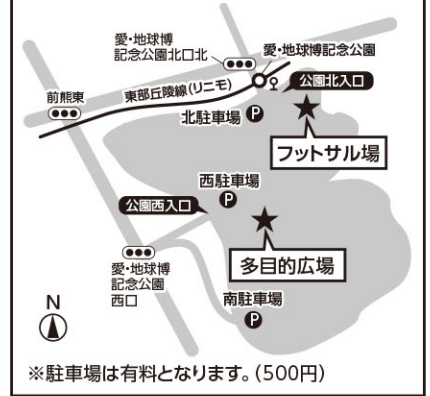 愛・地球博
記念公園北口北
愛・地球博記念公園
公園北入口
前熊東
東部丘陵線(リニモ)
北駐車場 P
フットサル場
西駐車場
P
公園西入口
多目的広場
愛・地球博
記念公園
西口
南駐車場
P
N
※駐車場は有料となります。(500円)